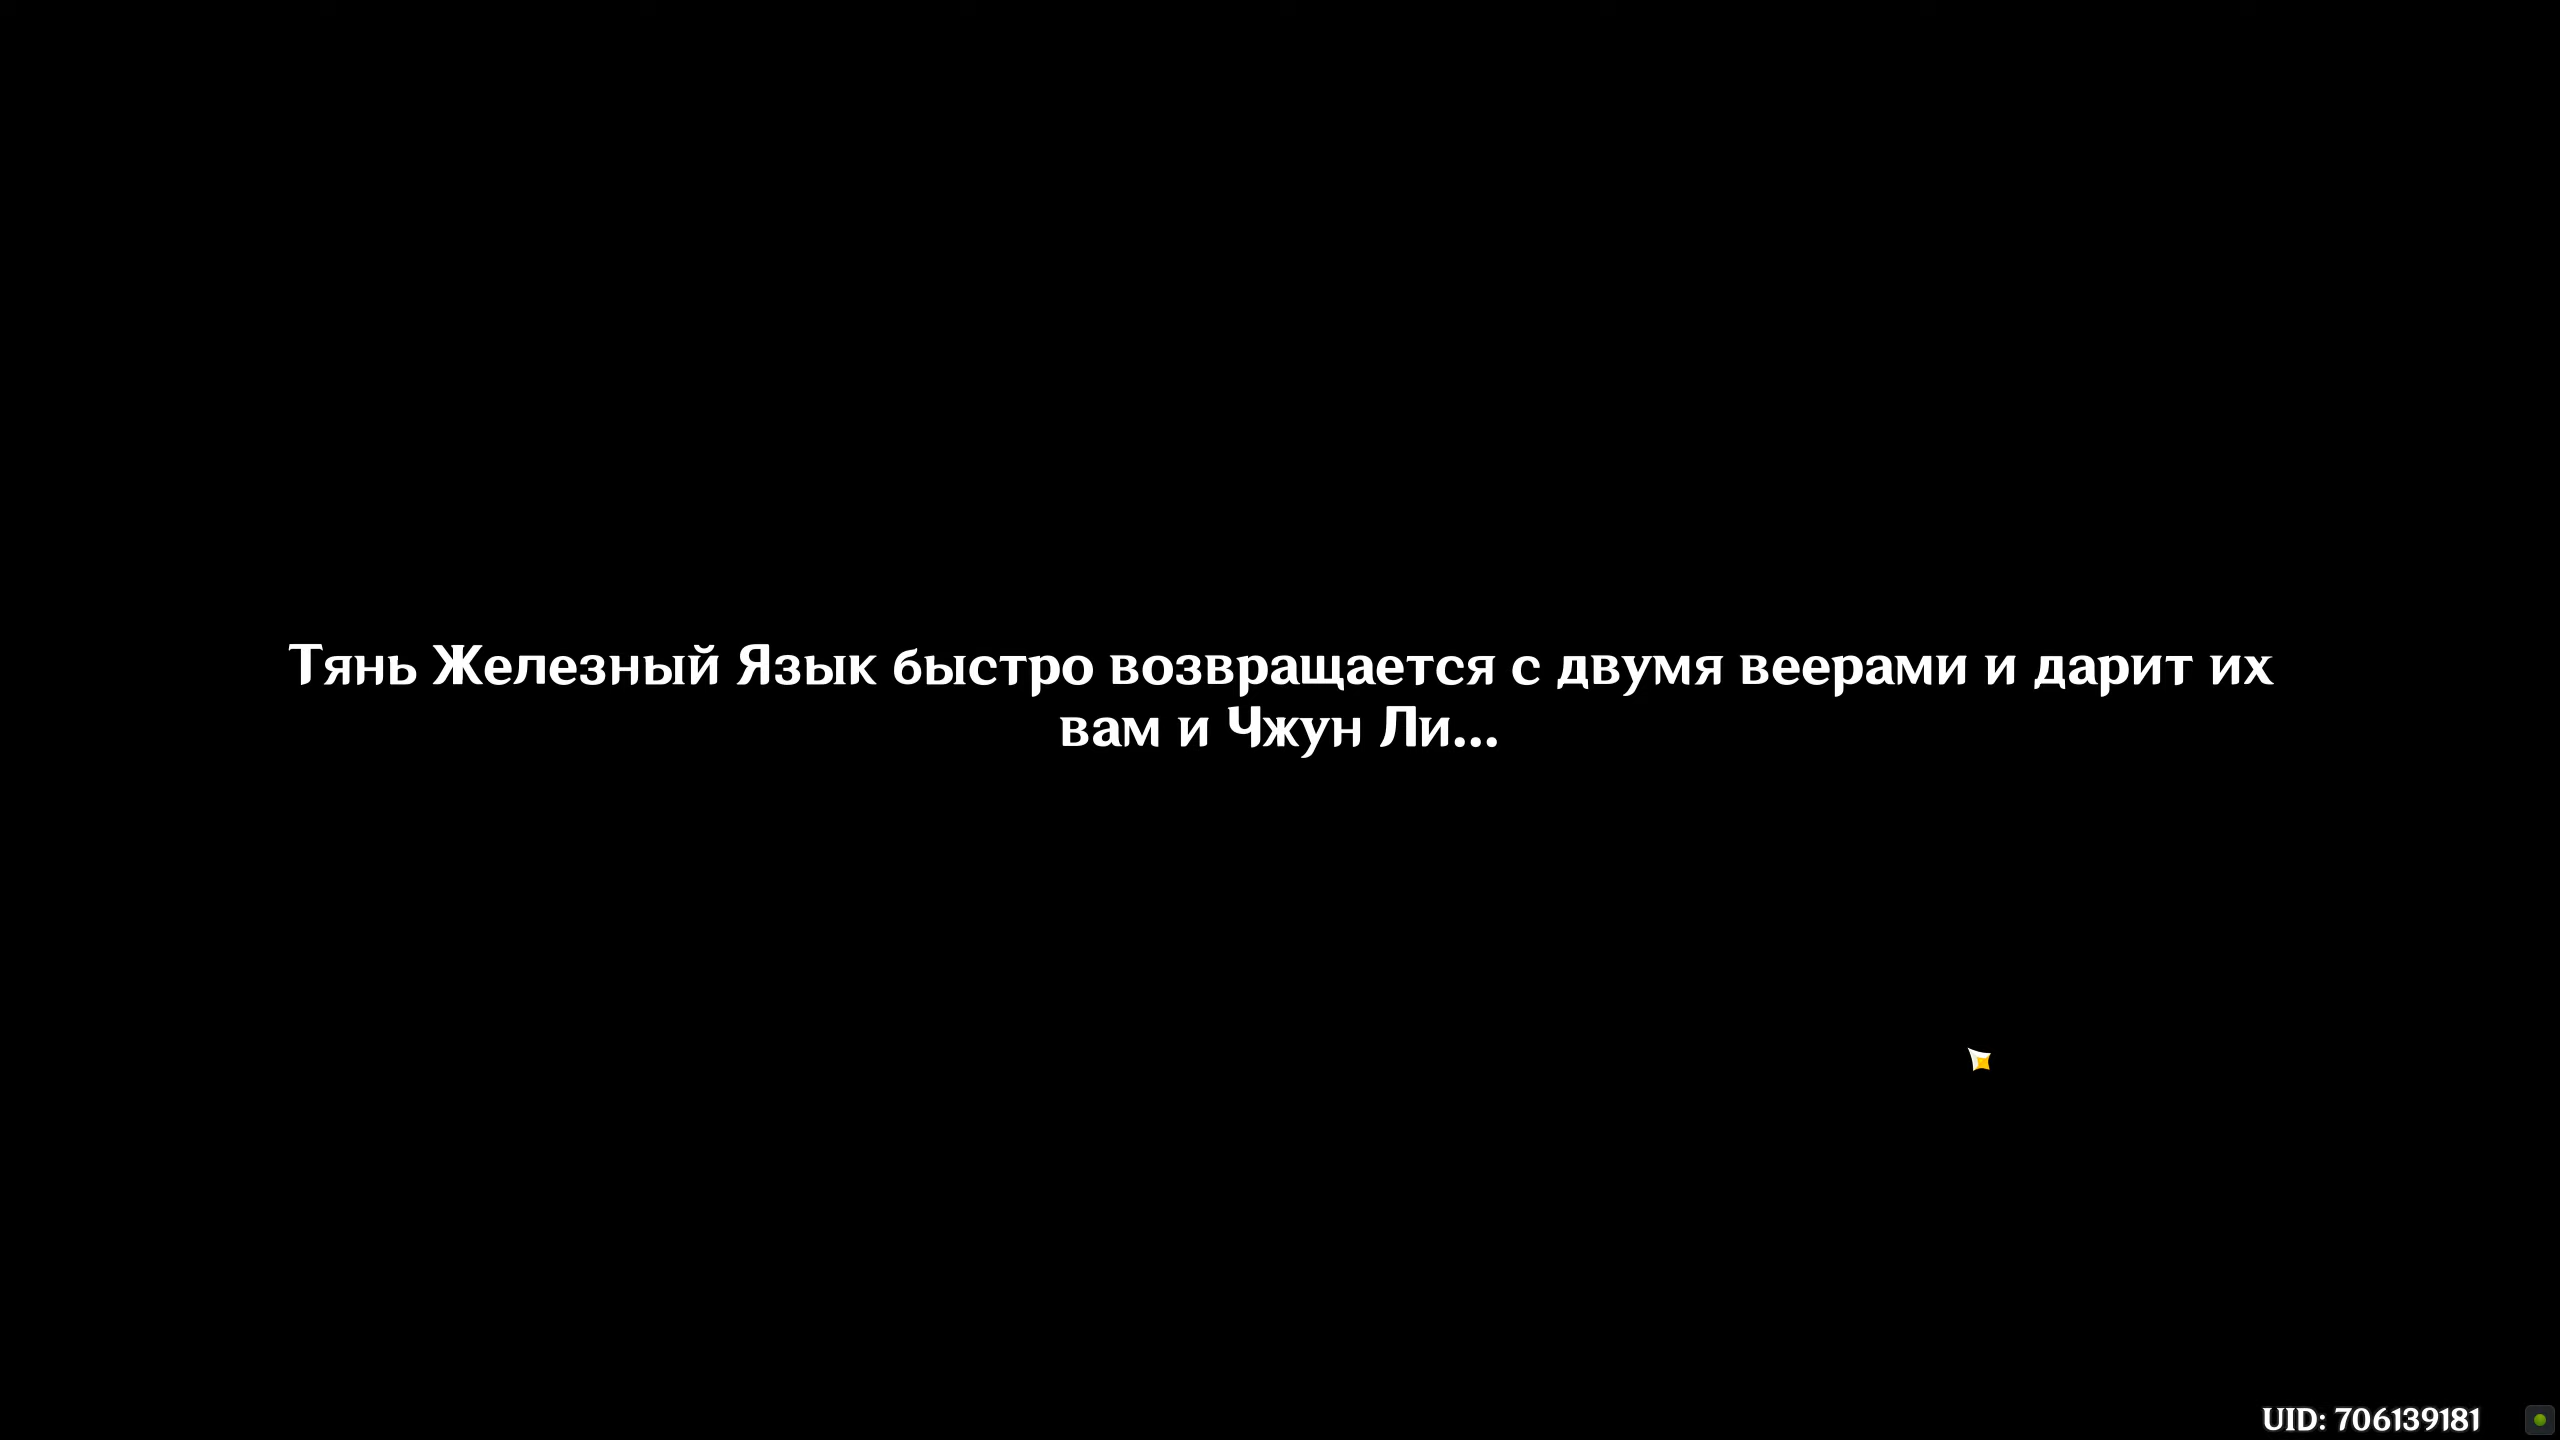 Тянь Железный Язык быстро возвращается с двумя веерами и дарит их
вам и Чжун Ли...
UID: 706139181